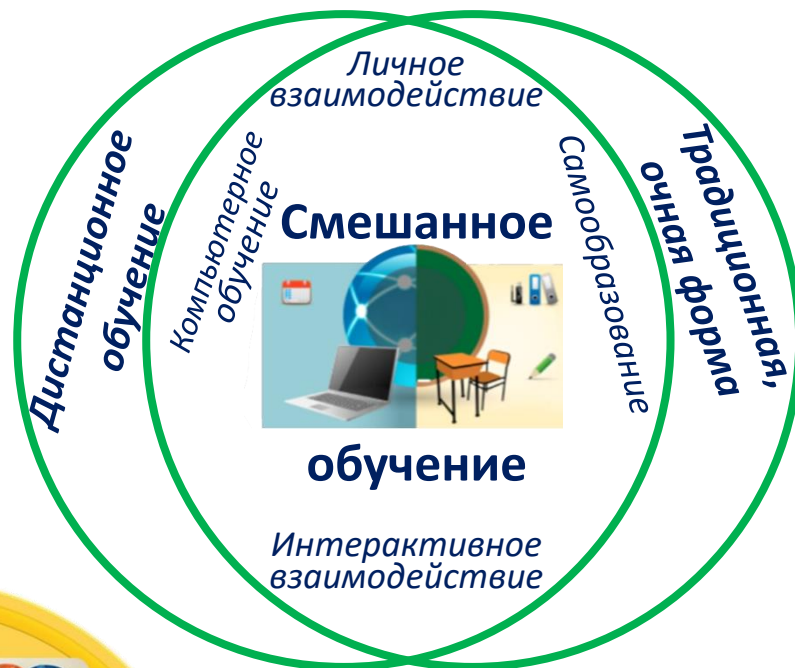 Личное
взаимодействие
Дистанционное
обучение
Компьютерное
обучение
Смешанное
обучение
Самообразование
Традиционная,
очная форма
Интерактивное
взаимодействие